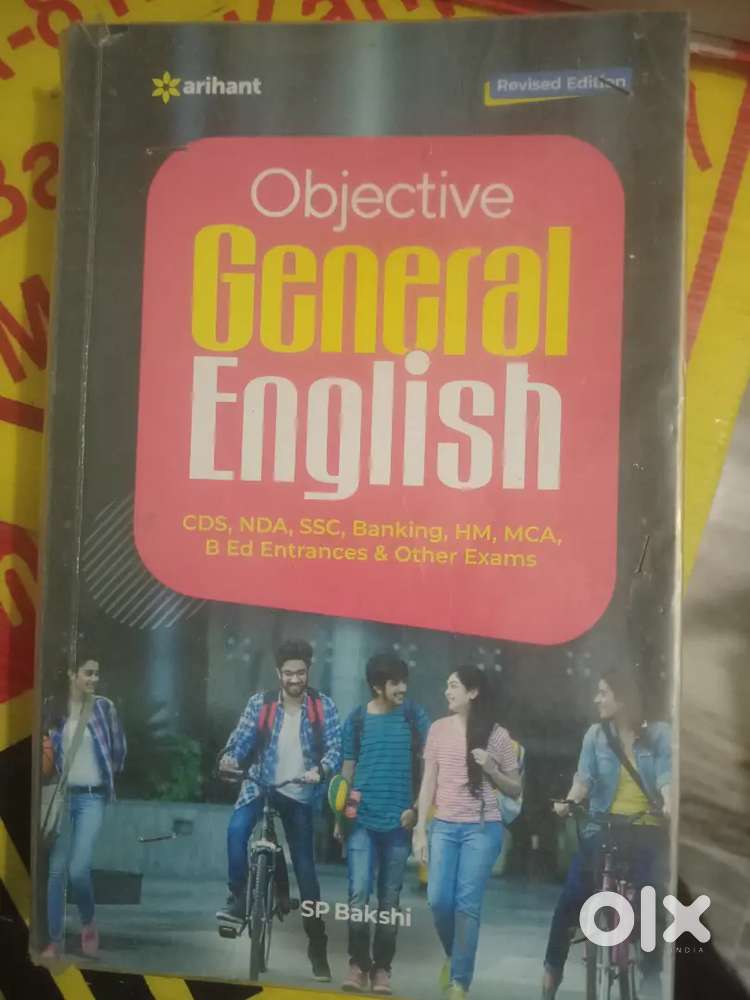 arihant
Revised Edition
Objective
General
English
CDS, NDA, SSC, Banking, HM, MCA,
B Ed Entrances & Other Exams
SP Bakshi
olx
INDIA